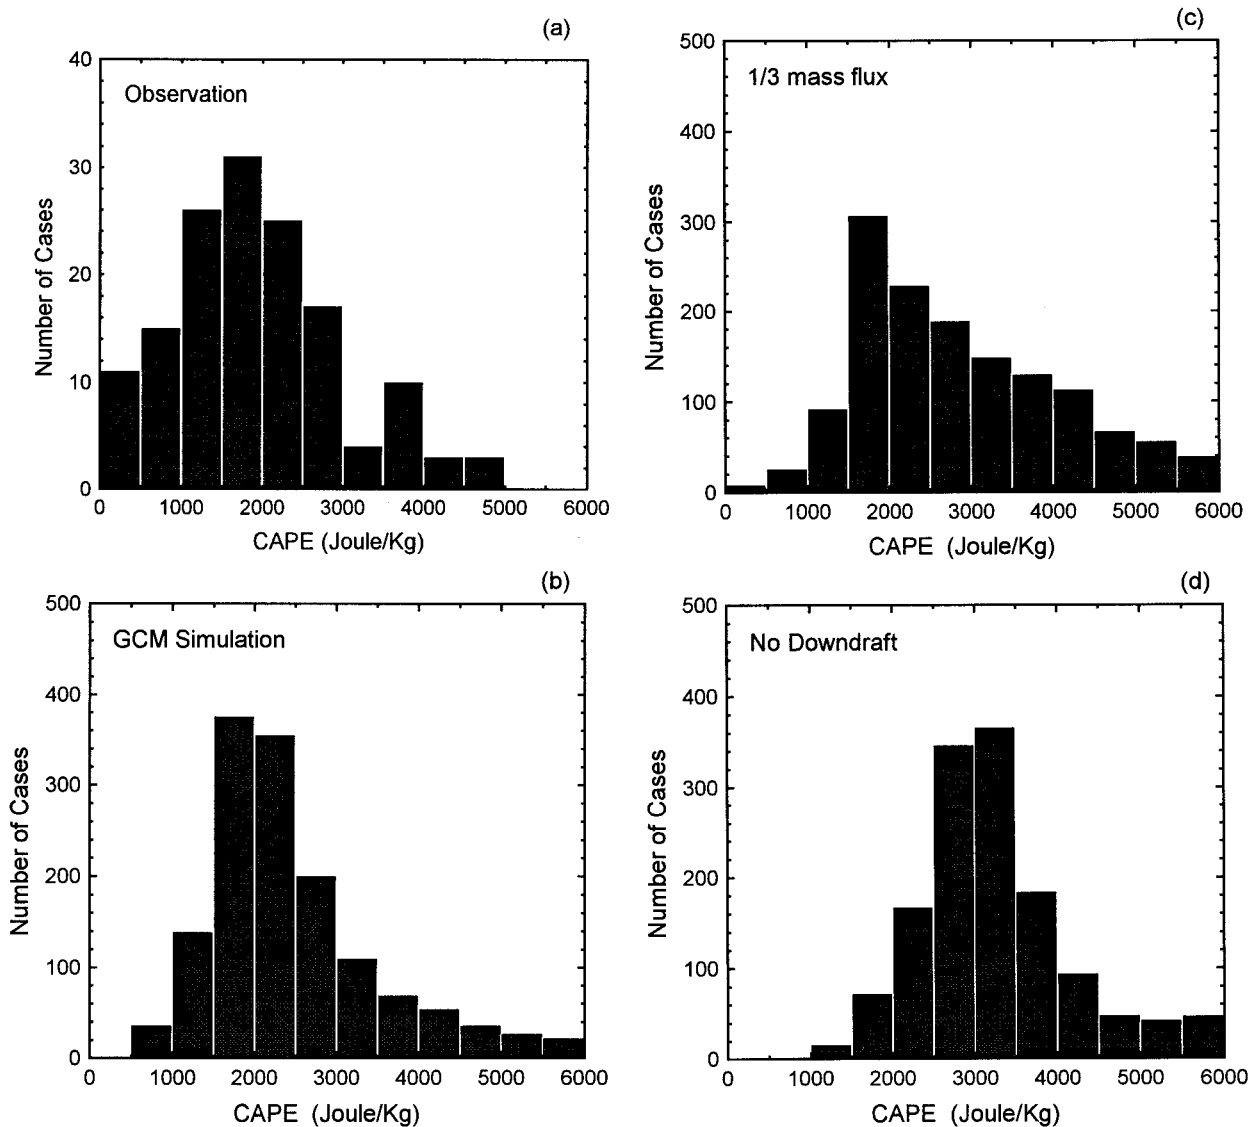 (a)
Observation
40
30
20
10
0
Number of Cases
0 1000 2000 3000 4000 5000 6000
CAPE (Joule/Kg)
(c)
1/3 mass flux
500
400
300
200
100
0
Number of Cases
0 1000 2000 3000 4000 5000 6000
CAPE (Joule/Kg)
(b)
GCM Simulation
500
400
300
200
100
0
Number of Cases
0 1000 2000 3000 4000 5000 6000
CAPE (Joule/Kg)
(d)
No Downdraft
500
400
300
200
100
0
Number of Cases
0 1000 2000 3000 4000 5000 6000
CAPE (Joule/Kg)